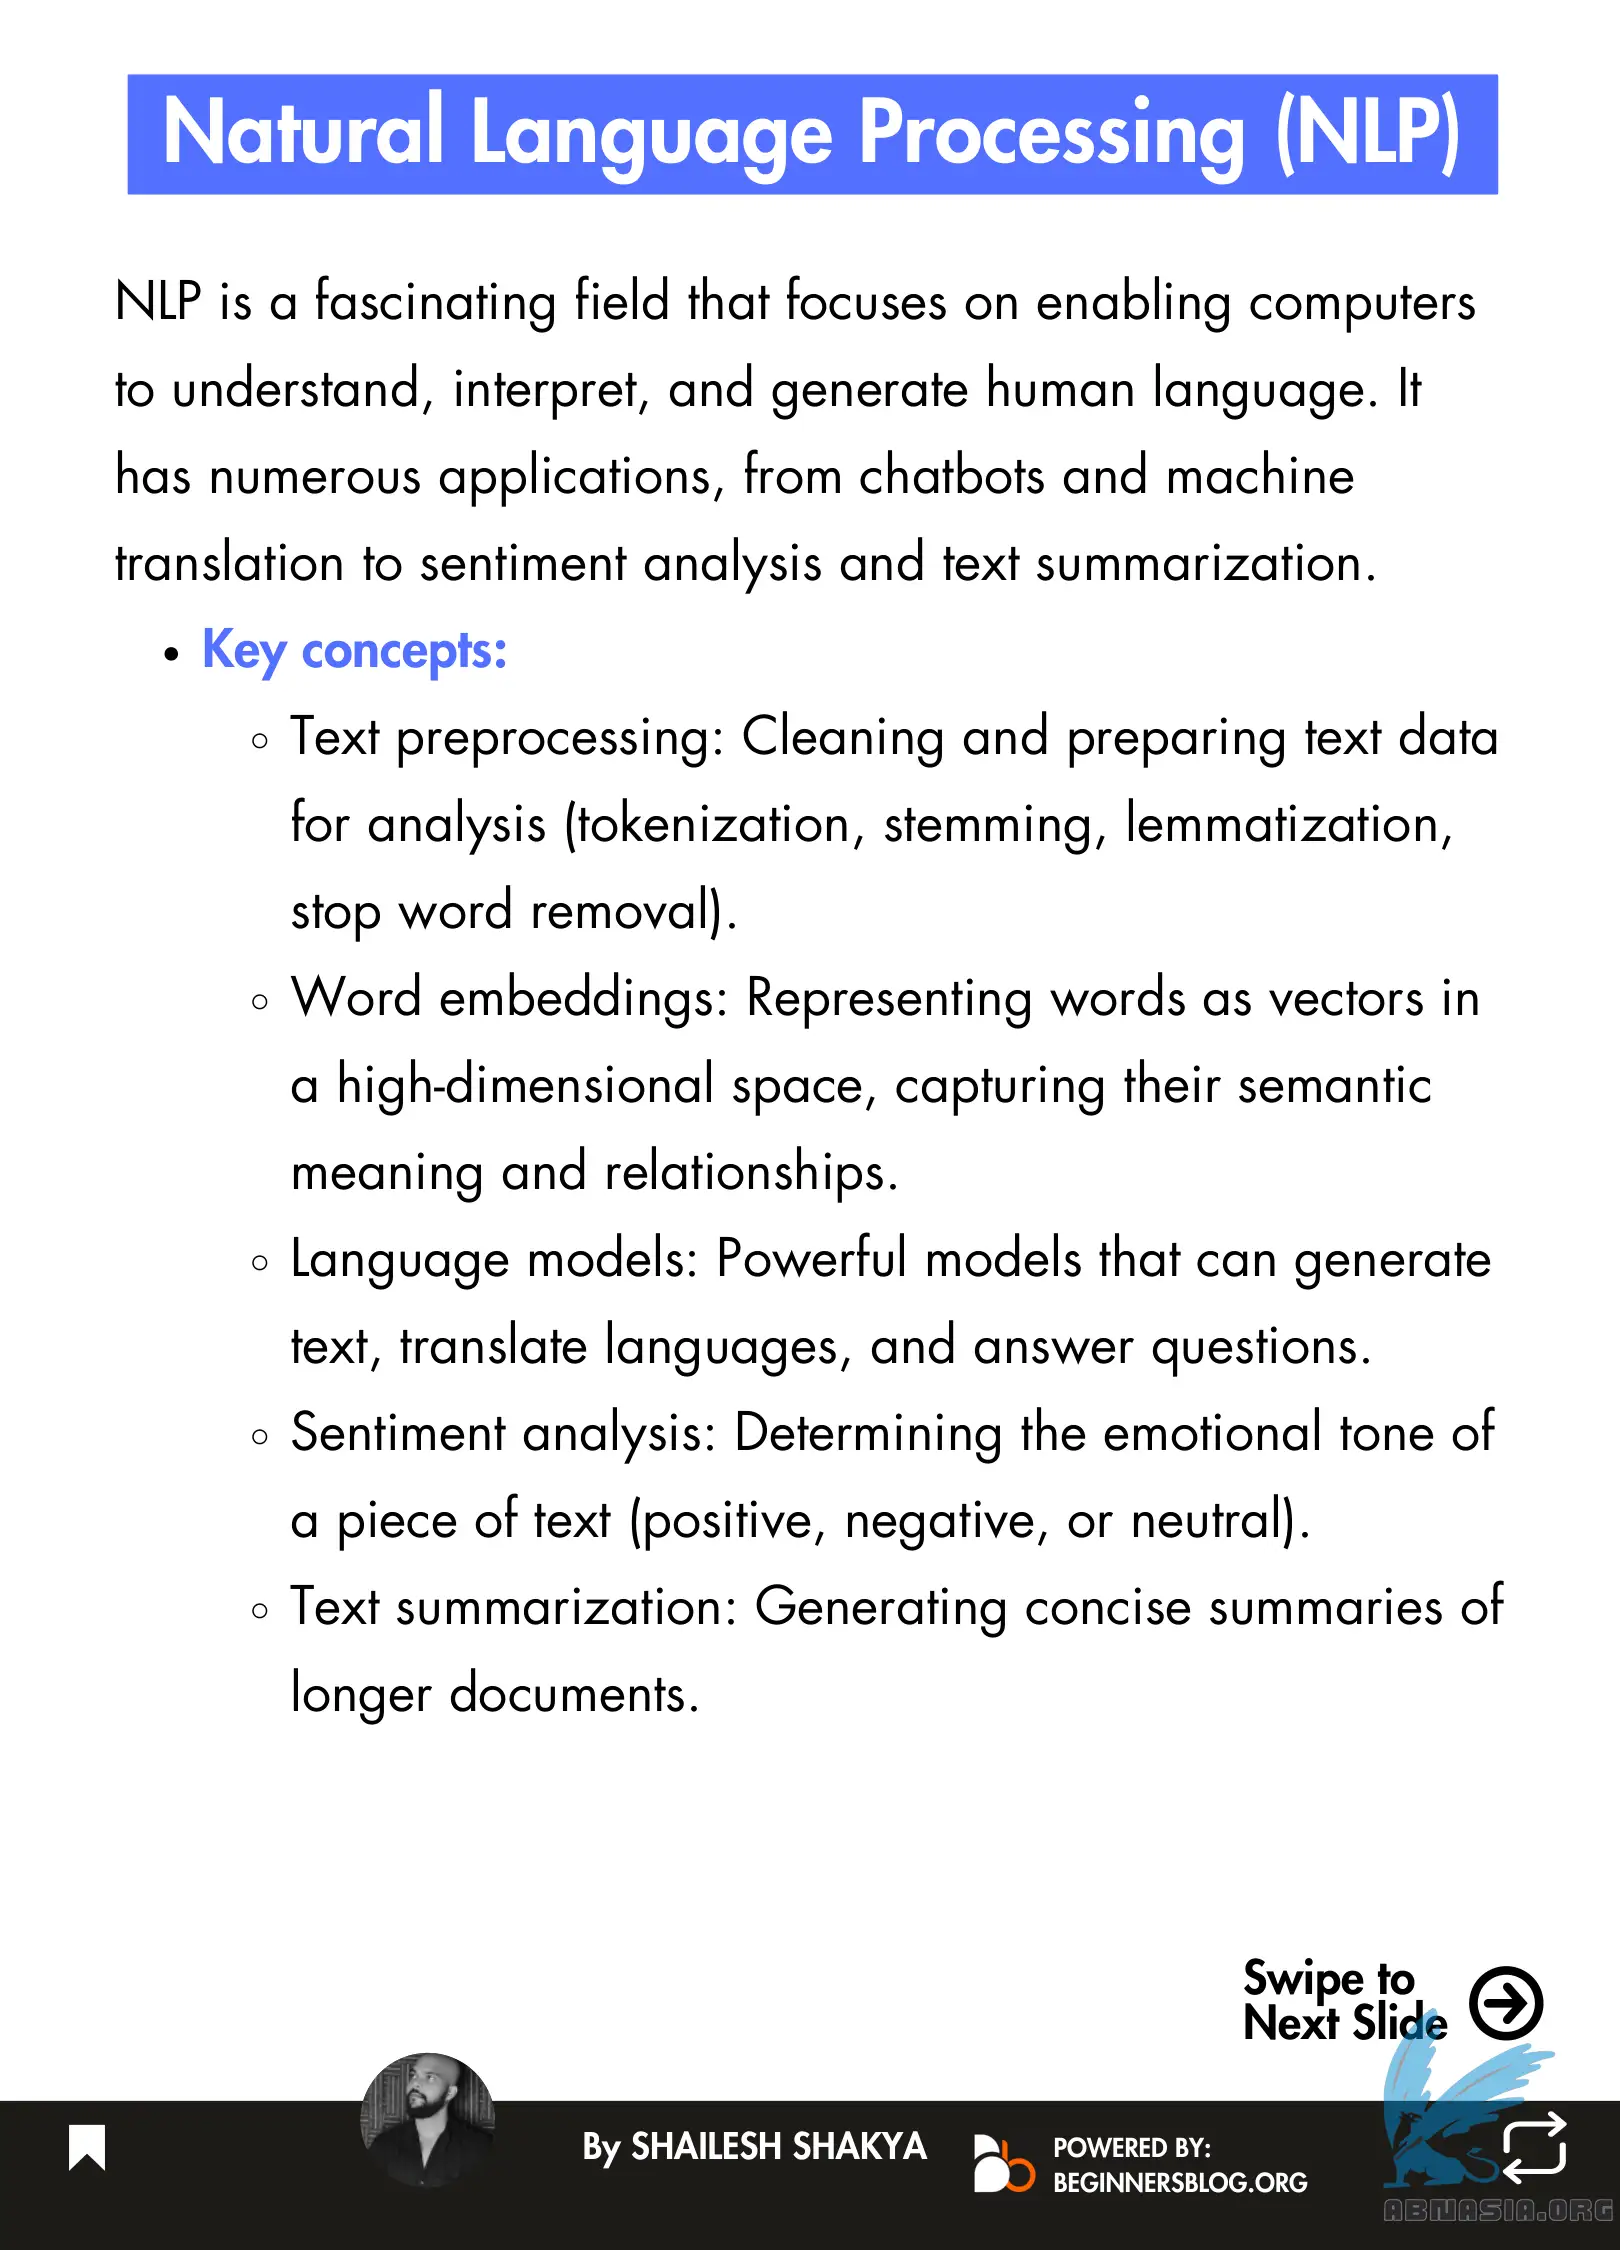 Natural Language Processing (NLP)
NLP is a fascinating field that focuses on enabling computers
to understand, interpret, and generate human language. It
has numerous applications, from chatbots and machine
translation to sentiment analysis and text summarization.
• Key concepts:
◦ Text preprocessing: Cleaning and preparing text data
for analysis (tokenization, stemming, lemmatization,
stop word removal).
◦ Word embeddings: Representing words as vectors in
a high-dimensional space, capturing their semantic
meaning and relationships.
◦ Language models: Powerful models that can generate
text, translate languages, and answer questions.
◦ Sentiment analysis: Determining the emotional tone of
a piece of text (positive, negative, or neutral).
◦ Text summarization: Generating concise summaries of
longer documents.
Swipe to
Next Slide
By SHAILESH SHAKYA
POWERED BY:
BEGINNERSBLOG.ORG
ABNASIA.ORG